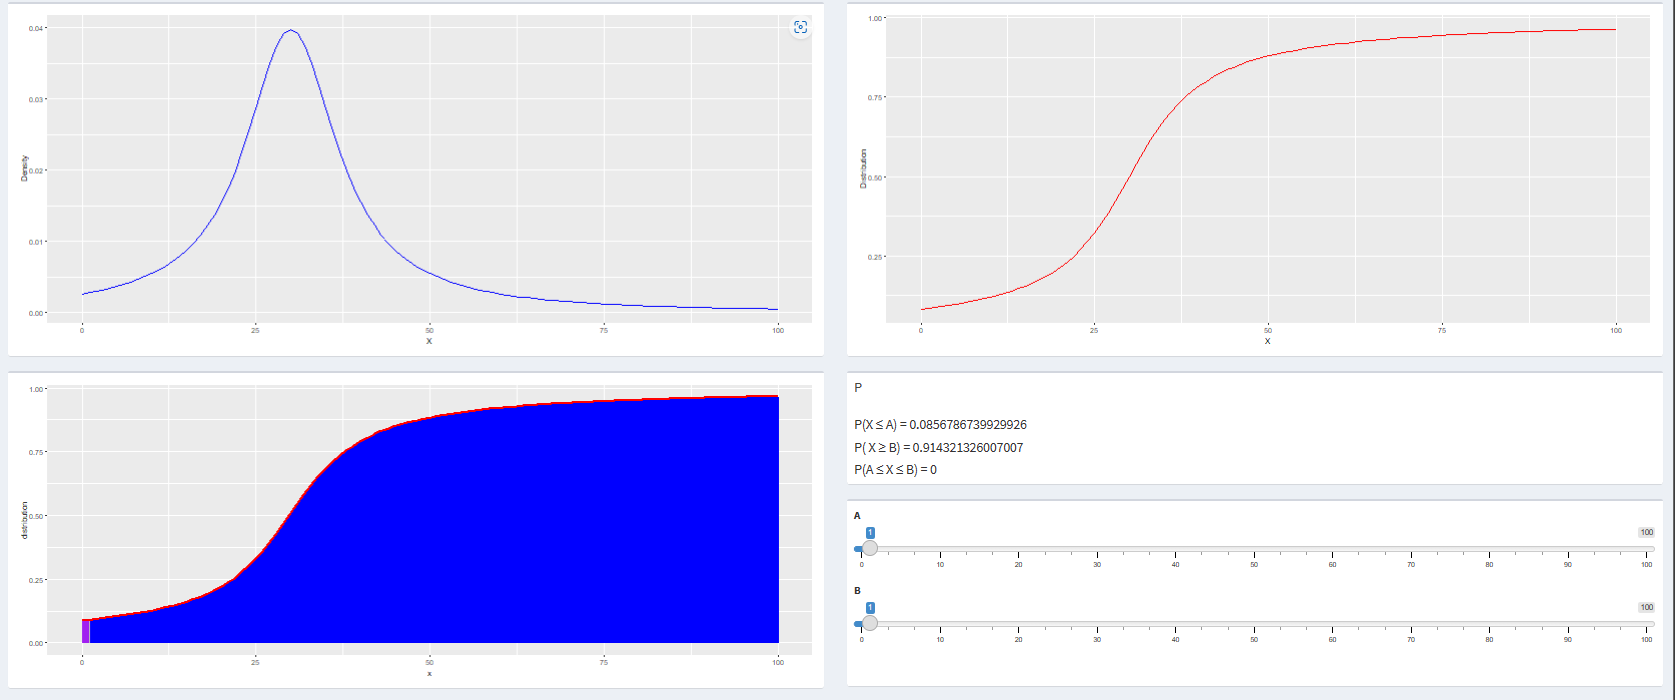 0.04
0.03
0.02
0.01
0.00
Density
0 25 50 75 100
X
1.00
0.75
0.50
0.25
Distribution
0 25 50 75 100
X
1.00
0.75
0.50
0.25
0.00
distribution
0 25 50 75 100
x
P
P(X ≤ A) = 0.0856786739929926
P( X ≥ B) = 0.914321326007007
P(A ≤ X ≤ B) = 0
A
1 100
0 10 20 30 40 50 60 70 80 90 100
B
1 100
0 10 20 30 40 50 60 70 80 90 100